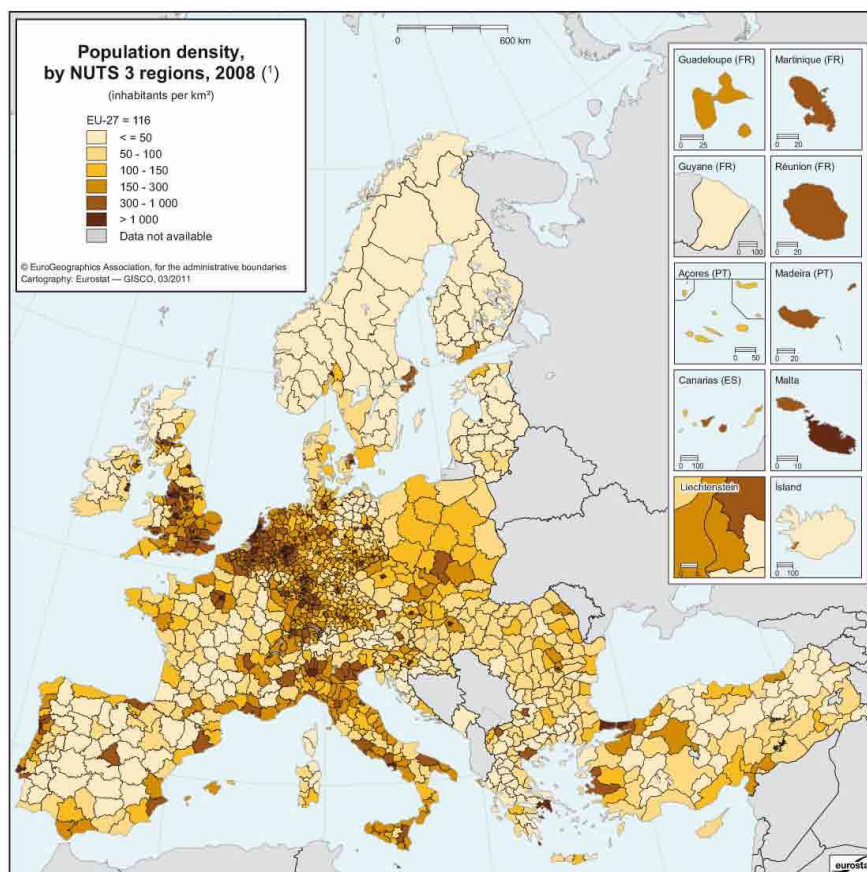 Population density,
by NUTS 3 regions, 2008 (¹)
(inhabitants per km²)
EU-27 = 116
< = 50
50 - 100
100 - 150
150 - 300
300 - 1 000
> 1 000
Data not available
© EuroGeographics Association, for the administrative boundaries
Cartography: Eurostat — GISCO, 03/2011
0 600 km
Guadeloupe (FR)
0 25
Martinique (FR)
0 20
Guyane (FR)
0 100
Réunion (FR)
0 20
Açores (PT)
0 50
Madeira (PT)
0 20
Canarias (ES)
0 100
Malta
0 10
Liechtenstein
Ísland
0 100
eurostat